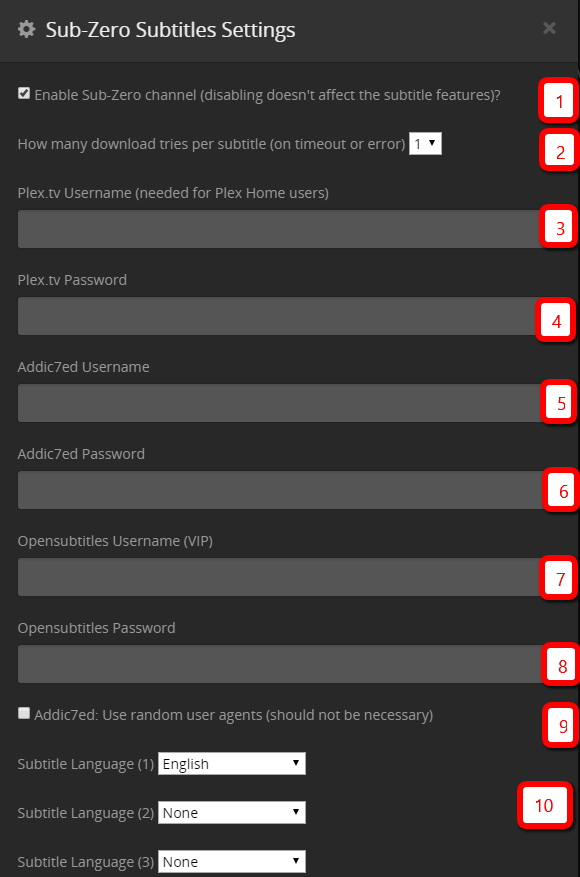 Sub-Zero Subtitles Settings
Enable Sub-Zero channel (disabling doesn't affect the subtitle features)? 1
How many download tries per subtitle (on timeout or error) 1 2
Plex.tv Username (needed for Plex Home users)
3
Plex.tv Password
4
Addic7ed Username
5
Addic7ed Password
6
Opensubtitles Username (VIP)
7
Opensubtitles Password
8
Addic7ed: Use random user agents (should not be necessary) 9
Subtitle Language (1) English
Subtitle Language (2) None 10
Subtitle Language (3) None